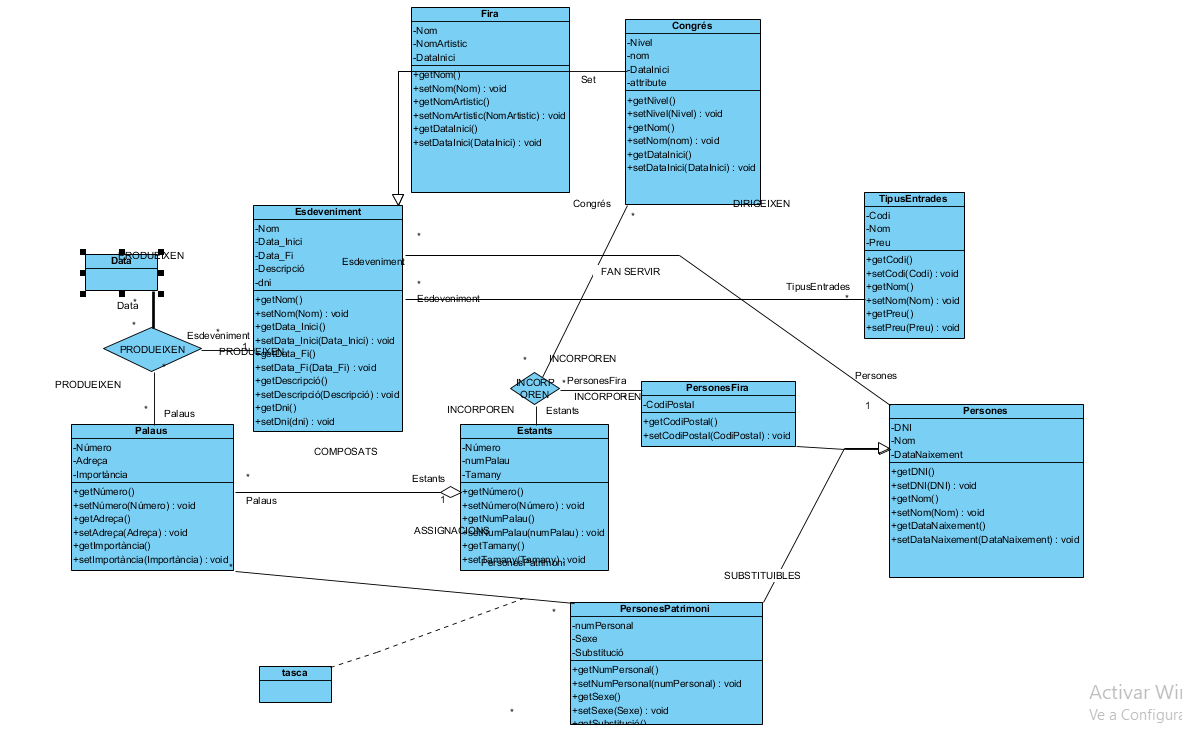 Fira
-Nom
-NomArtistic
-DataInici
+getNom()
+setNom(Nom) : void
+getNomArtistic()
+setNomArtistic(NomArtistic) : void
+getDataInici()
+setDataInici(DataInici) : void
Congrés
-Nivel
-nom
-DataInici
-attribute
+getNivel()
+setNivel(Nivel) : void
+getNom()
+setNom(nom) : void
+getDataInici()
+setDataInici(DataInici) : void
Set
Congrés
DIRIGEIXEN
*
TipusEntrades
-Codi
-Nom
-Preu
+getCodi()
+setCodi(Codi) : void
+getNom()
+setNom(Nom) : void
+getPreu()
+setPreu(Preu) : void
Esdeveniment
-Nom
-Data_Inici
-Data_Fi
-Descripció
-dni
+getNom()
+setNom(Nom) : void
+getData_Inici()
+setData_Inici(Data_Inici) : void
+getData_Fi()
+setData_Fi(Data_Fi) : void
+getDescripció()
+setDescripció(Descripció) : void
+getDni()
+setDni(dni) : void
*
Esdeveniment
FAN SERVIR
*
Esdeveniment
TipusEntrades
*
PRODUEIXEN
Data
*
Data
*
Esdeveniment
*
1
PRODUEIXEN
PRODUEIXEN
*
PRODUEIXEN
*
Palaus
*
INCORPOREN
INCORP
OREN
*
PersonesFira
INCORPOREN
*
INCORPOREN
Estants
PersonesFira
-CodiPostal
+getCodiPostal()
+setCodiPostal(CodiPostal) : void
Persones
1
Persones
-DNI
-Nom
-DataNaixement
+getDNI()
+setDNI(DNI) : void
+getNom()
+setNom(Nom) : void
+getDataNaixement()
+setDataNaixement(DataNaixement) : void
Palaus
-Número
-Adreça
-Importància
+getNúmero()
+setNúmero(Número) : void
+getAdreça()
+setAdreça(Adreça) : void
+getImportància()
+setImportància(Importància) : void
*
COMPOSATS
*
Palaus
Estants
1
Estants
-Número
-numPalau
-Tamany
+getNúmero()
+setNúmero(Número) : void
+getNumPalau()
+setNumPalau(numPalau) : void
+getTamany()
+setTamany(Tamany) : void
ASSIGNACIONS
PersonesPatrimoni
*
SUBSTITUIBLES
PersonesPatrimoni
-numPersonal
-Sexe
-Substitució
+getNumPersonal()
+setNumPersonal(numPersonal) : void
+getSexe()
+setSexe(Sexe) : void
+getSubstitució()
tasca
*
Activar Wi
Ve a Configura